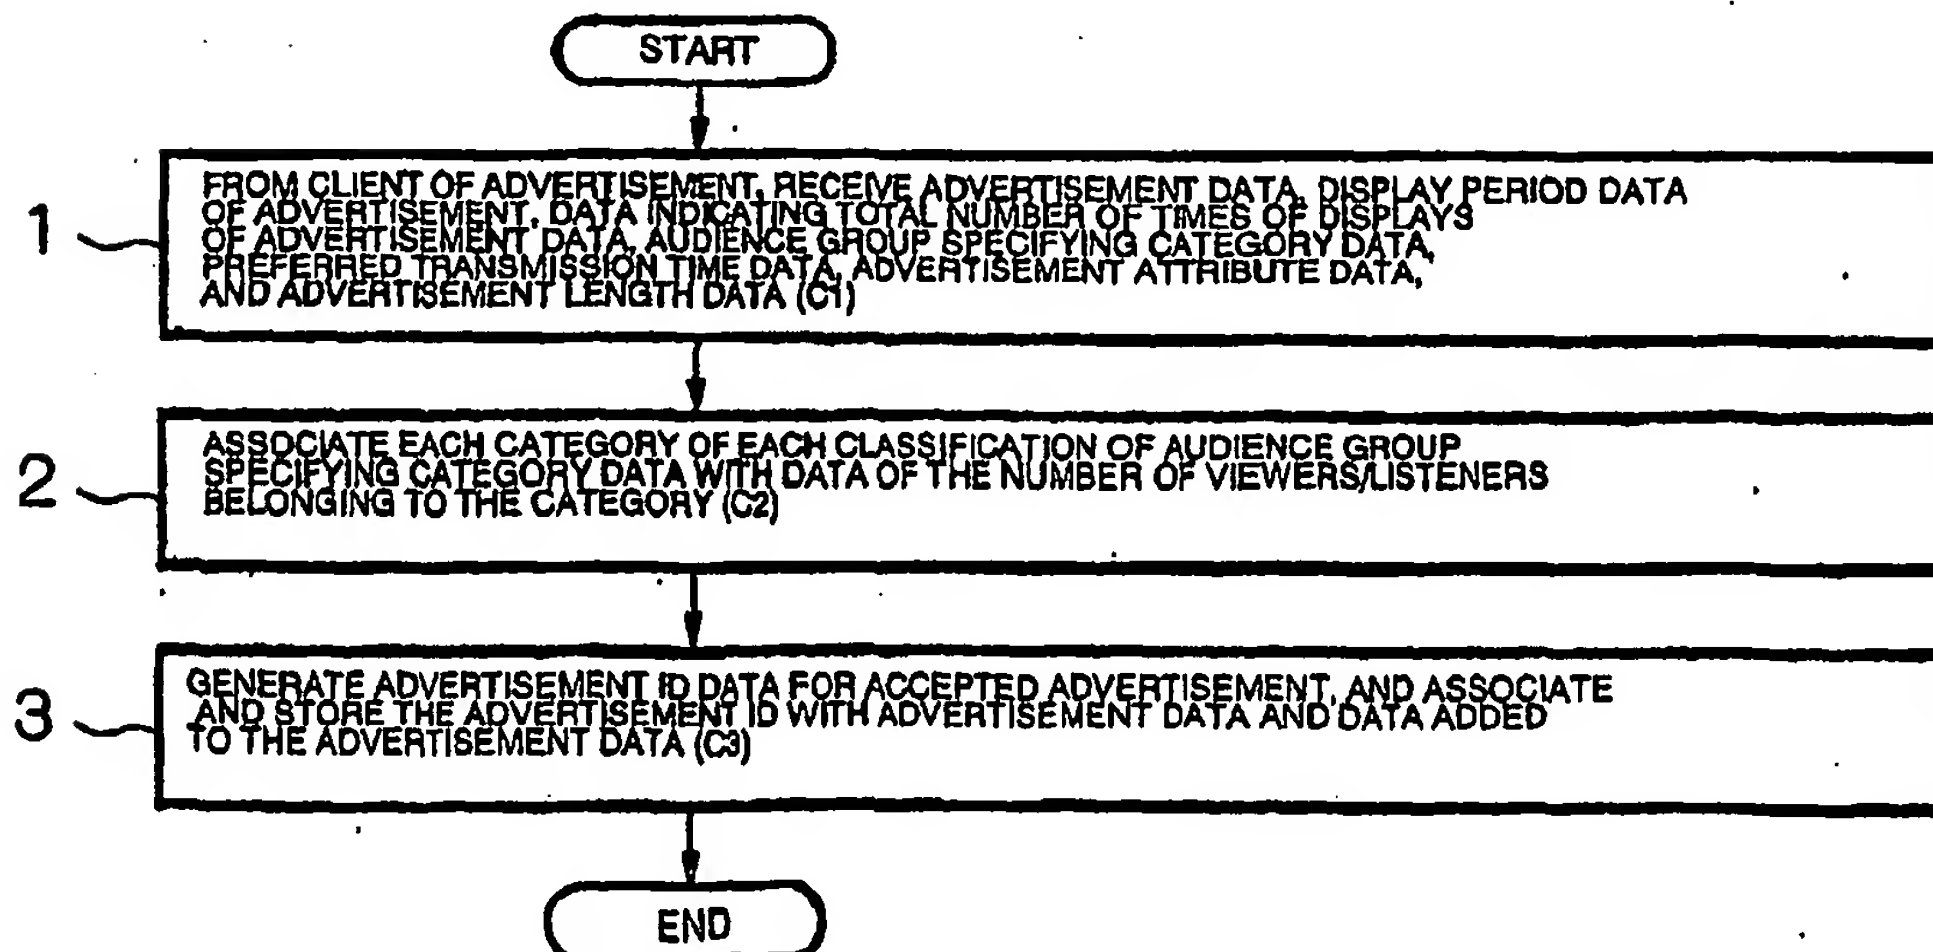 START
1
FROM CLIENT OF ADVERTISEMENT, RECEIVE ADVERTISEMENT DATA, DISPLAY PERIOD DATA
OF ADVERTISEMENT, DATA INDICATING TOTAL NUMBER OF TIMES OF DISPLAYS
OF ADVERTISEMENT DATA, AUDIENCE GROUP SPECIFYING CATEGORY DATA,
PREFERRED TRANSMISSION TIME DATA, ADVERTISEMENT ATTRIBUTE DATA,
AND ADVERTISEMENT LENGTH DATA (C1)
2
ASSOCIATE EACH CATEGORY OF EACH CLASSIFICATION OF AUDIENCE GROUP
SPECIFYING CATEGORY DATA WITH DATA OF THE NUMBER OF VIEWERS/LISTENERS
BELONGING TO THE CATEGORY (C2)
3
GENERATE ADVERTISEMENT ID DATA FOR ACCEPTED ADVERTISEMENT, AND ASSOCIATE
AND STORE THE ADVERTISEMENT ID WITH ADVERTISEMENT DATA AND DATA ADDED
TO THE ADVERTISEMENT DATA (C3)
END